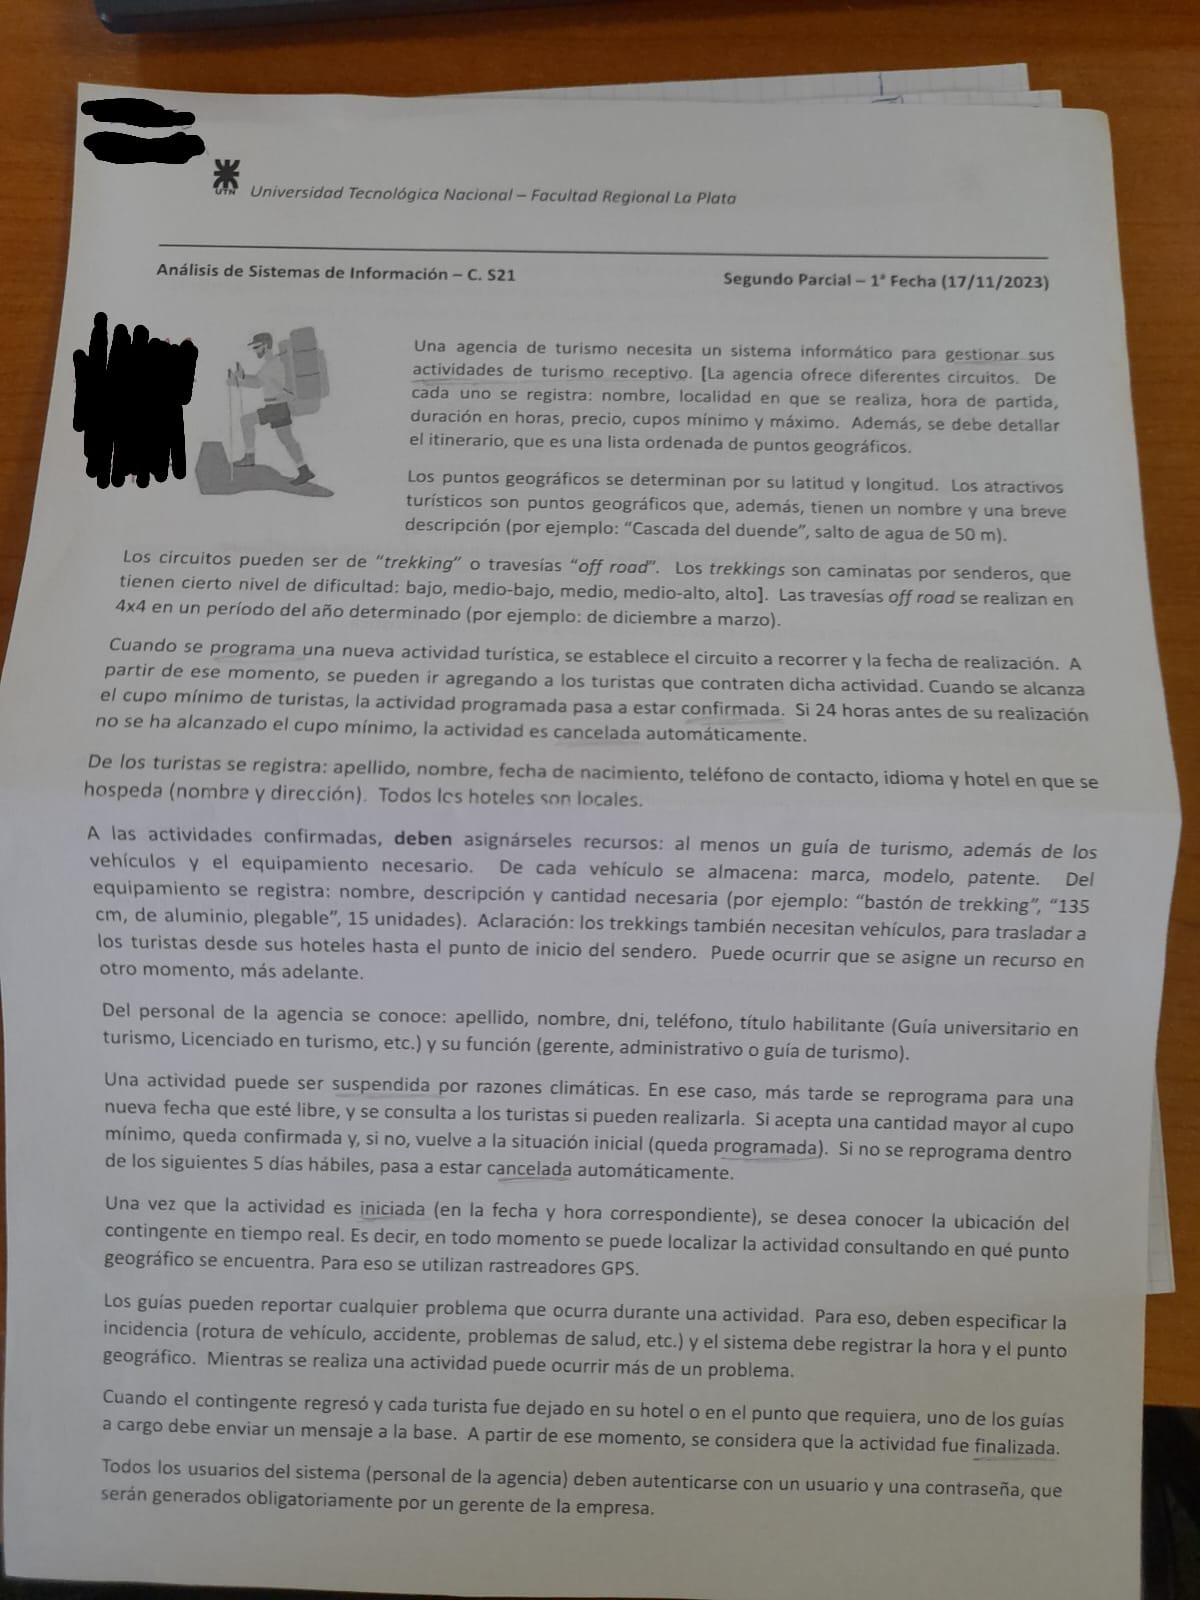 UTN
Universidad Tecnológica Nacional – Facultad Regional La Plata
Análisis de Sistemas de Información – C. S21
Segundo Parcial – 1° Fecha (17/11/2023)
Una agencia de turismo necesita un sistema informático para gestionar sus
actividades de turismo receptivo. [La agencia ofrece diferentes circuitos. De
cada uno se registra: nombre, localidad en que se realiza, hora de partida,
duración en horas, precio, cupos mínimo y máximo. Además, se debe detallar
el itinerario, que es una lista ordenada de puntos geográficos.
Los puntos geográficos se determinan por su latitud y longitud. Los atractivos
turísticos son puntos geográficos que, además, tienen un nombre y una breve
descripción (por ejemplo: "Cascada del duende", salto de agua de 50 m).
Los circuitos pueden ser de "trekking" o travesías "off road". Los trekkings son caminatas por senderos, que
tienen cierto nivel de dificultad: bajo, medio-bajo, medio, medio-alto, alto]. Las travesías off road se realizan en
4x4 en un período del año determinado (por ejemplo: de diciembre a marzo).
Cuando se programa una nueva actividad turística, se establece el circuito a recorrer y la fecha de realización. A
partir de ese momento, se pueden ir agregando a los turistas que contraten dicha actividad. Cuando se alcanza
el cupo mínimo de turistas, la actividad programada pasa a estar confirmada. Si 24 horas antes de su realización
no se ha alcanzado el cupo mínimo, la actividad es cancelada automáticamente.
De los turistas se registra: apellido, nombre, fecha de nacimiento, teléfono de contacto, idioma y hotel en que se
hospeda (nombre y dirección). Todos los hoteles son locales.
A las actividades confirmadas, deben asignárseles recursos: al menos un guía de turismo, además de los
vehículos y el equipamiento necesario. De cada vehículo se almacena: marca, modelo, patente. Del
equipamiento se registra: nombre, descripción y cantidad necesaria (por ejemplo: "bastón de trekking", "135
cm, de aluminio, plegable", 15 unidades). Aclaración: los trekkings también necesitan vehículos, para trasladar a
los turistas desde sus hoteles hasta el punto de inicio del sendero. Puede ocurrir que se asigne un recurso en
otro momento, más adelante.
Del personal de la agencia se conoce: apellido, nombre, dni, teléfono, título habilitante (Guía universitario en
turismo, Licenciado en turismo, etc.) y su función (gerente, administrativo o guía de turismo).
Una actividad puede ser suspendida por razones climáticas. En ese caso, más tarde se reprograma para una
nueva fecha que esté libre, y se consulta a los turistas si pueden realizarla. Si acepta una cantidad mayor al cupo
mínimo, queda confirmada y, si no, vuelve a la situación inicial (queda programada). Si no se reprograma dentro
de los siguientes 5 días hábiles, pasa a estar cancelada automáticamente.
Una vez que la actividad es iniciada (en la fecha y hora correspondiente), se desea conocer la ubicación del
contingente en tiempo real. Es decir, en todo momento se puede localizar la actividad consultando en qué punto
geográfico se encuentra. Para eso se utilizan rastreadores GPS.
Los guías pueden reportar cualquier problema que ocurra durante una actividad. Para eso, deben especificar la
incidencia (rotura de vehículo, accidente, problemas de salud, etc.) y el sistema debe registrar la hora y el punto
geográfico. Mientras se realiza una actividad puede ocurrir más de un problema.
Cuando el contingente regresó y cada turista fue dejado en su hotel o en el punto que requiera, uno de los guías
a cargo debe enviar un mensaje a la base. A partir de ese momento, se considera que la actividad fue finalizada.
Todos los usuarios del sistema (personal de la agencia) deben autenticarse con un usuario y una contraseña, que
serán generados obligatoriamente por un gerente de la empresa.